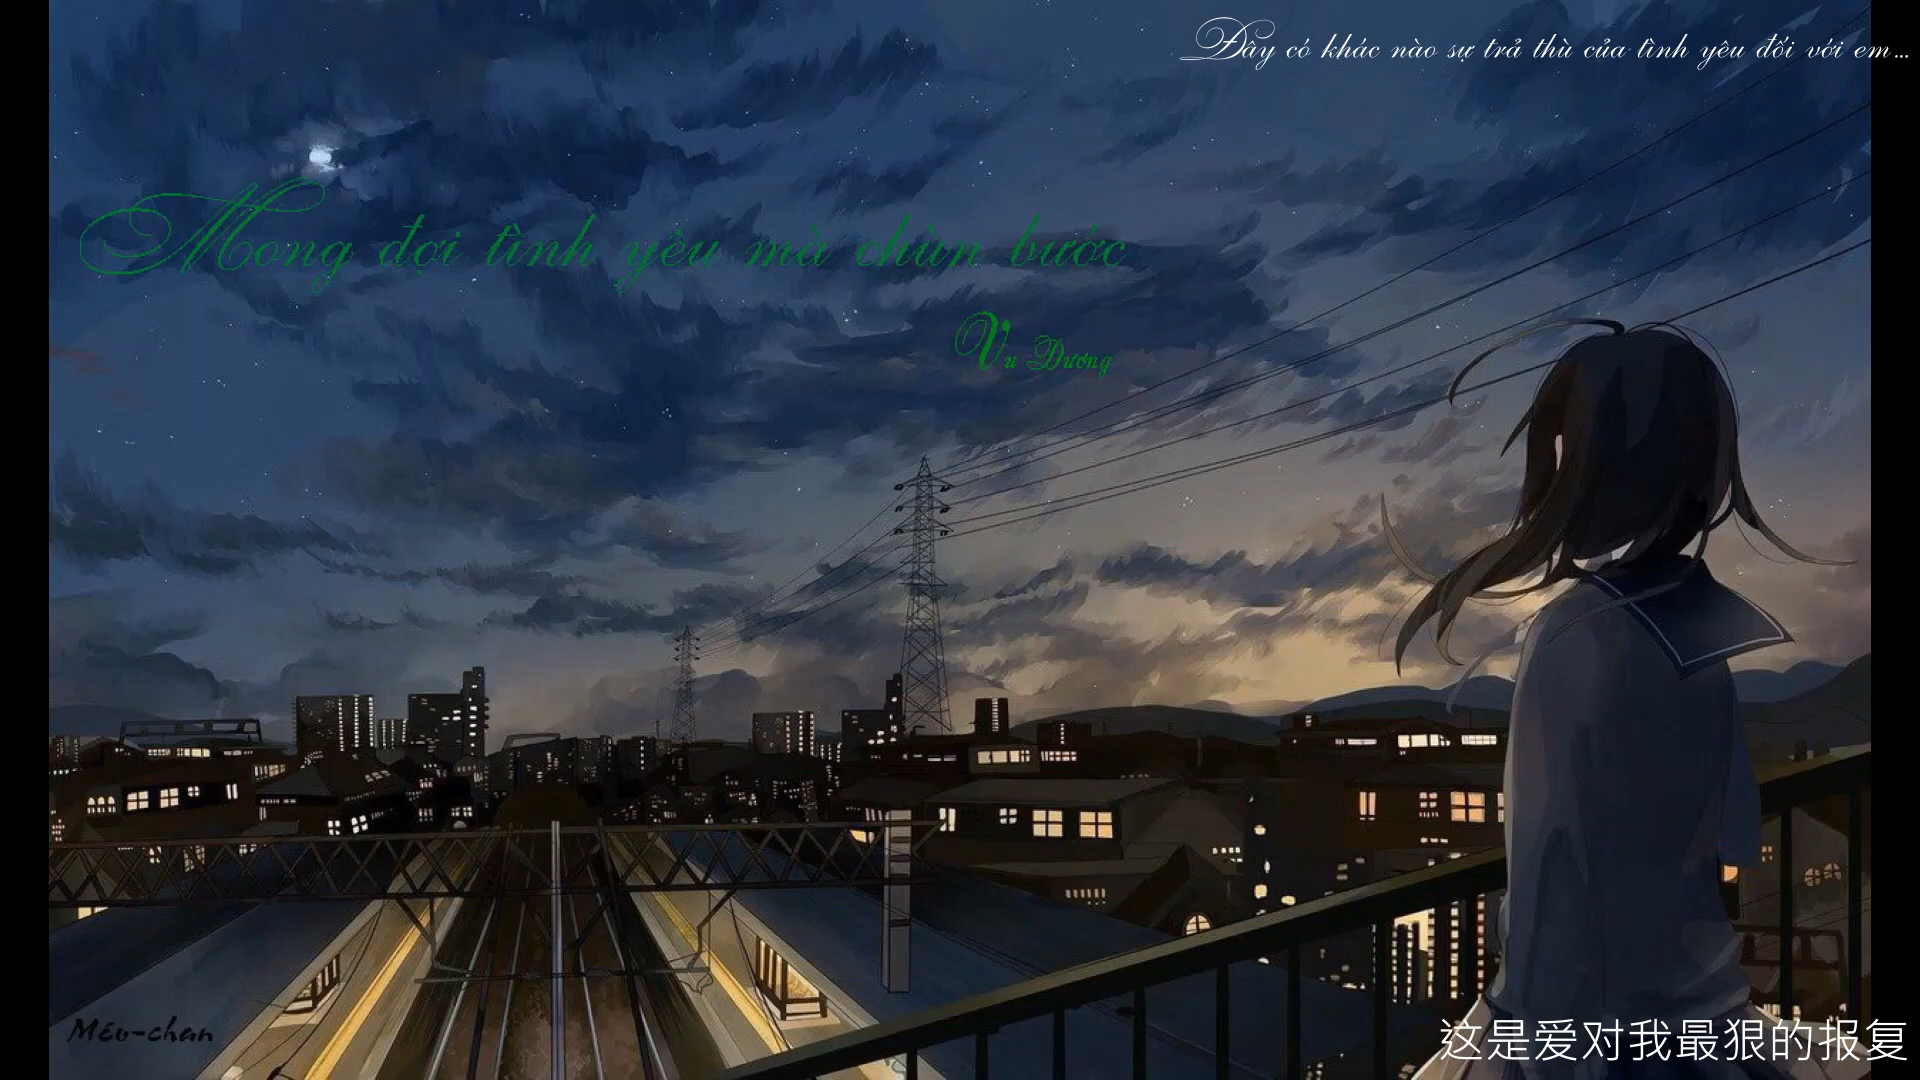 Đây có khác nào sự trả thù của tình yêu đối với em...
Mong đợi tình yêu mà chùn bước
Vu Dương
Méo-chan
这是爱对我最狠的报复